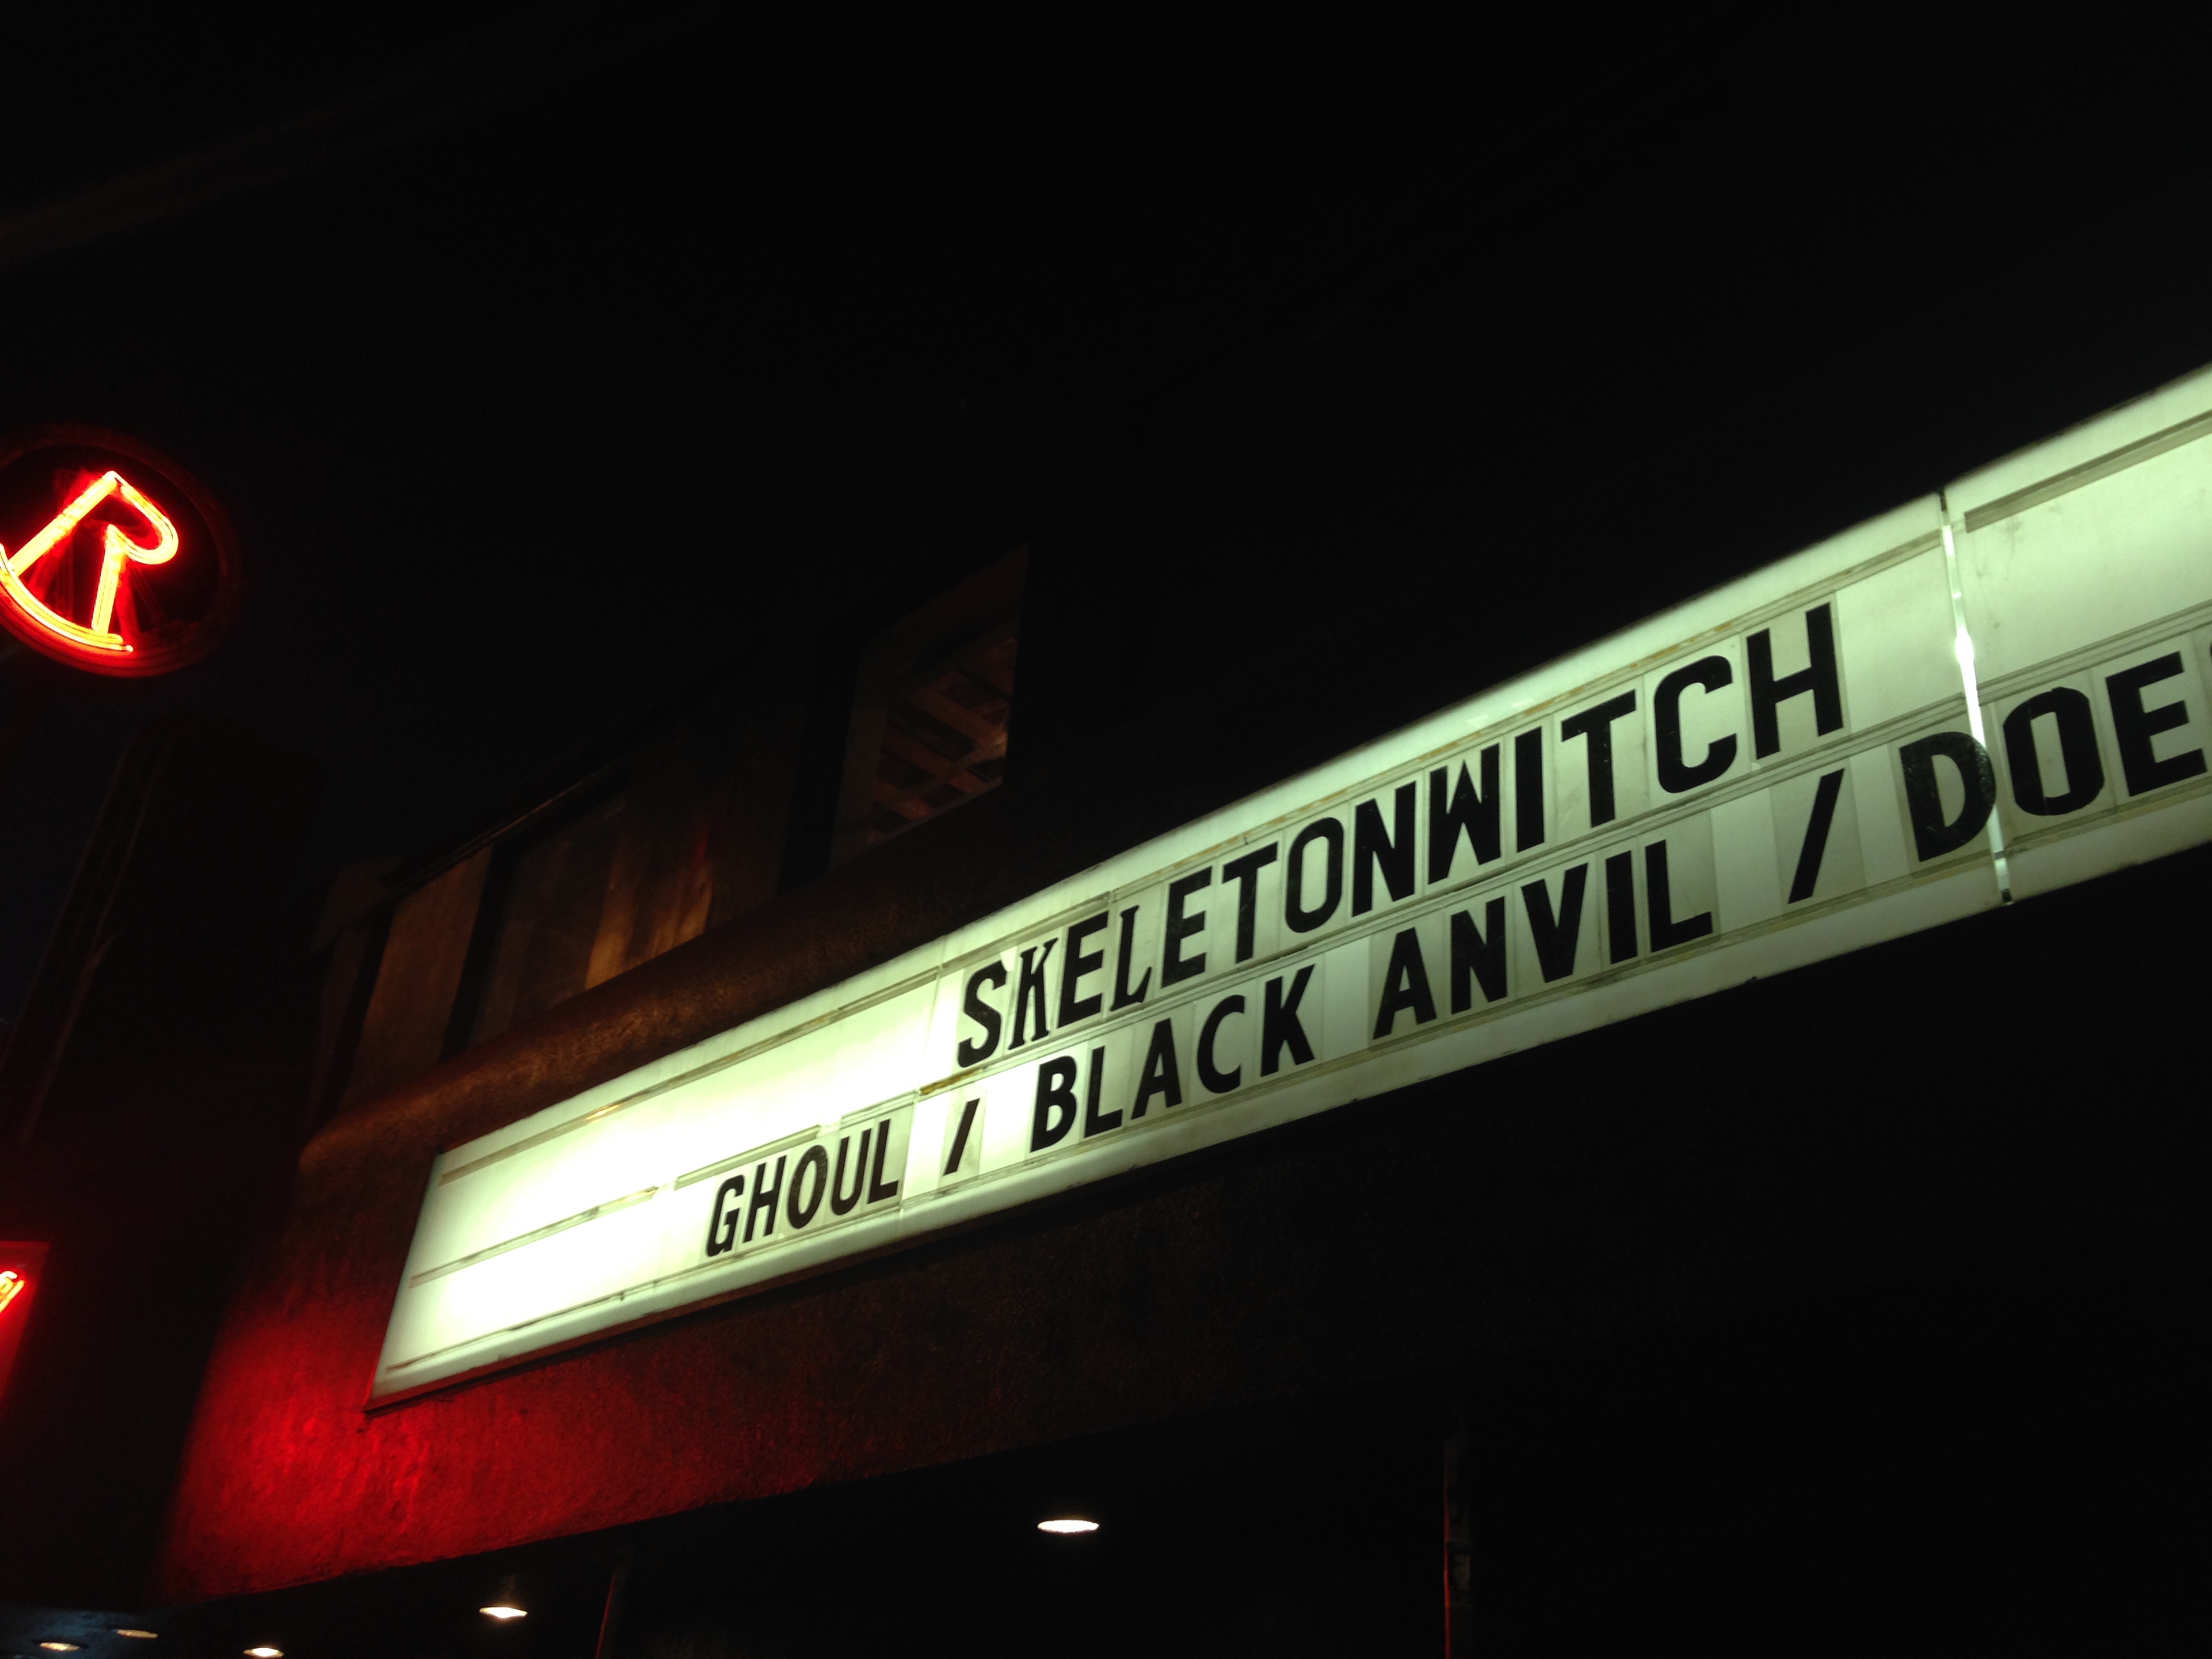 R
SKELETONWITCH
GHOUL / BLACK ANVIL / DOE